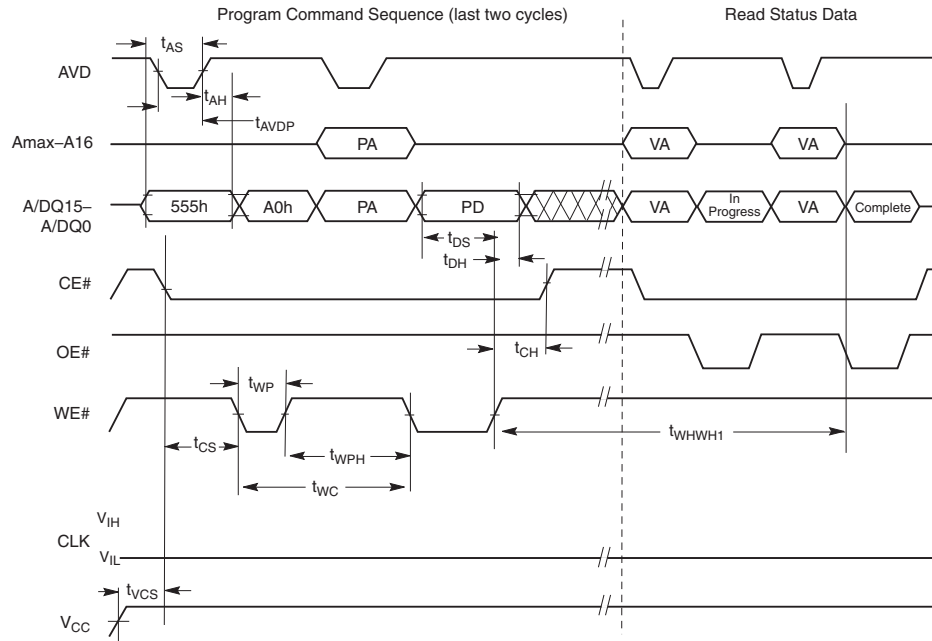 Program Command Sequence (last two cycles) Read Status Data
tAS
AVD
tAH
tAVDP
Amax–A16 PA VA VA
A/DQ15–
A/DQ0
555h A0h PA PD VA In
Progress VA Complete
tDS
tDH
CE#
OE#
tCH
tWP
WE#
tCS tWPH tWHWH1
tWC
VIH
CLK
VIL
tVCS
VCC